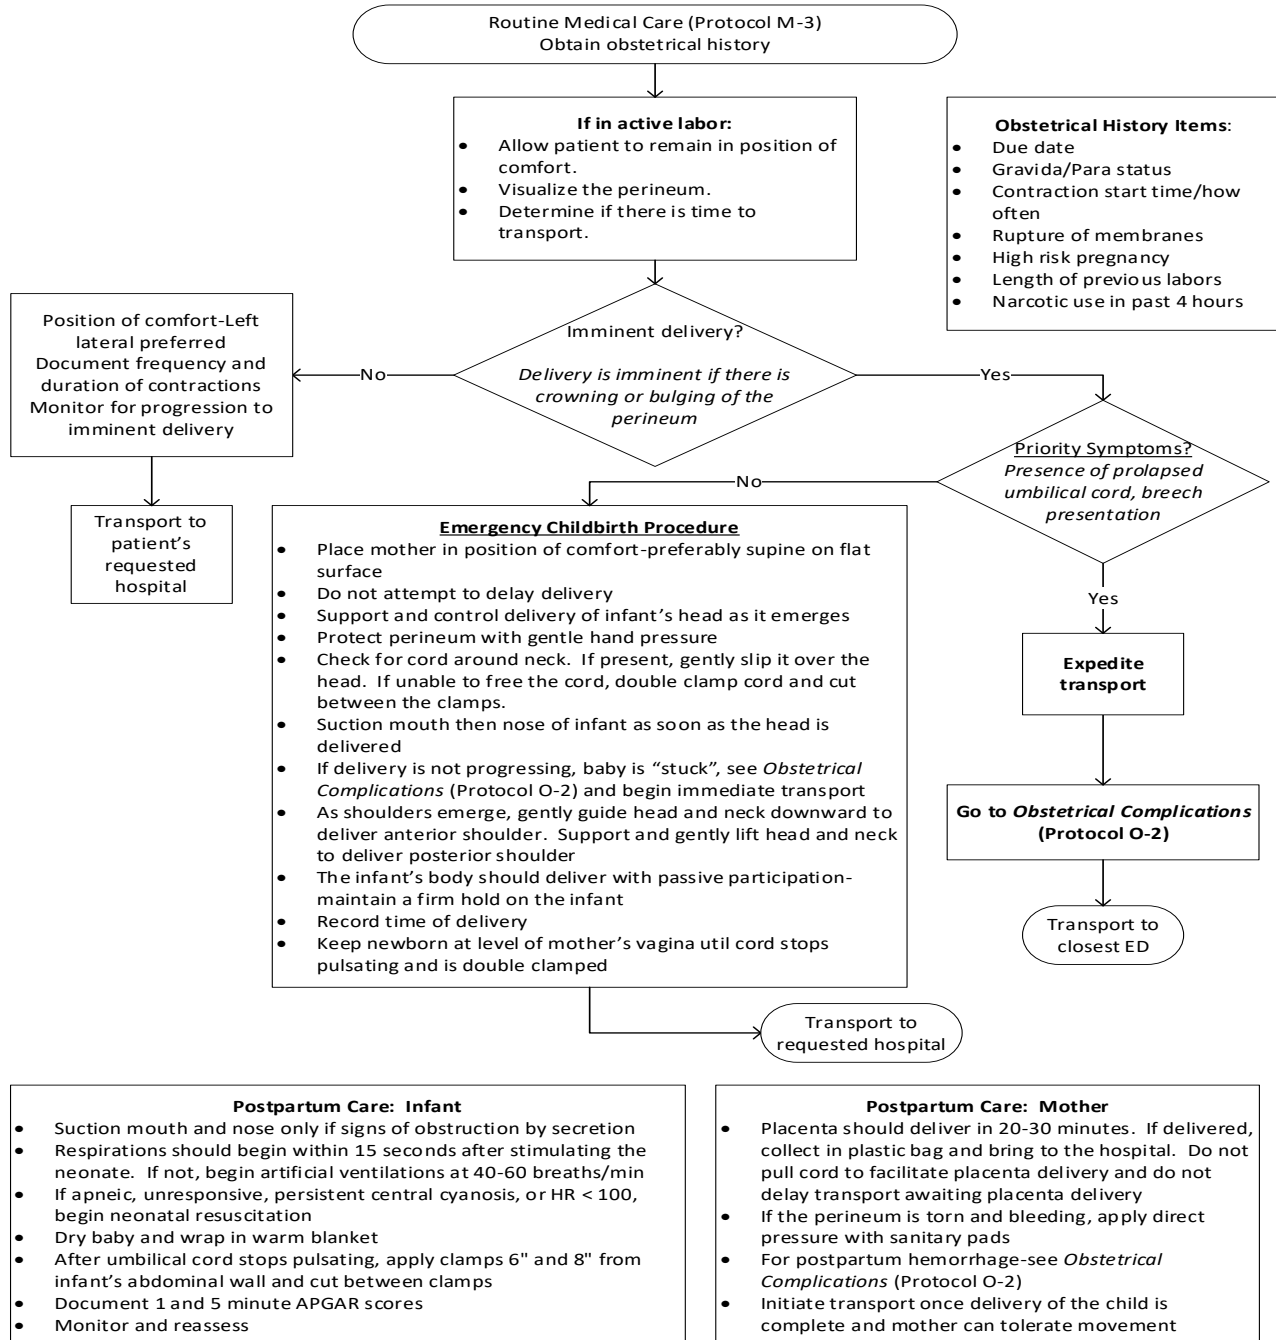 Routine Medical Care (Protocol M-3)
Obtain obstetrical history
If in active labor:
• Allow patient to remain in position of
comfort.
• Visualize the perineum.
• Determine if there is time to
transport.
Obstetrical History Items:
• Due date
• Gravida/Para status
• Contraction start time/how
often
• Rupture of membranes
• High risk pregnancy
• Length of previous labors
• Narcotic use in past 4 hours
Imminent delivery?
Delivery is imminent if there is
crowning or bulging of the
perineum
No
Yes
Position of comfort-Left
lateral preferred
Document frequency and
duration of contractions
Monitor for progression to
imminent delivery
Transport to
patient's
requested
hospital
Priority Symptoms?
Presence of prolapsed
umbilical cord, breech
presentation
No
Yes
Emergency Childbirth Procedure
• Place mother in position of comfort-preferably supine on flat
surface
• Do not attempt to delay delivery
• Support and control delivery of infant's head as it emerges
• Protect perineum with gentle hand pressure
• Check for cord around neck. If present, gently slip it over the
head. If unable to free the cord, double clamp cord and cut
between the clamps.
• Suction mouth then nose of infant as soon as the head is
delivered
• If delivery is not progressing, baby is "stuck", see Obstetrical
Complications (Protocol O-2) and begin immediate transport
• As shoulders emerge, gently guide head and neck downward to
deliver anterior shoulder. Support and gently lift head and neck
to deliver posterior shoulder
• The infant's body should deliver with passive participation-
maintain a firm hold on the infant
• Record time of delivery
• Keep newborn at level of mother's vagina util cord stops
pulsating and is double clamped
Expedite
transport
Go to Obstetrical Complications
(Protocol O-2)
Transport to
closest ED
Transport to
requested hospital
Postpartum Care: Infant
• Suction mouth and nose only if signs of obstruction by secretion
• Respirations should begin within 15 seconds after stimulating the
neonate. If not, begin artificial ventilations at 40-60 breaths/min
• If apneic, unresponsive, persistent central cyanosis, or HR < 100,
begin neonatal resuscitation
• Dry baby and wrap in warm blanket
• After umbilical cord stops pulsating, apply clamps 6" and 8" from
infant's abdominal wall and cut between clamps
• Document 1 and 5 minute APGAR scores
• Monitor and reassess
Postpartum Care: Mother
• Placenta should deliver in 20-30 minutes. If delivered,
collect in plastic bag and bring to the hospital. Do not
pull cord to facilitate placenta delivery and do not
delay transport awaiting placenta delivery
• If the perineum is torn and bleeding, apply direct
pressure with sanitary pads
• For postpartum hemorrhage-see Obstetrical
Complications (Protocol O-2)
• Initiate transport once delivery of the child is
complete and mother can tolerate movement